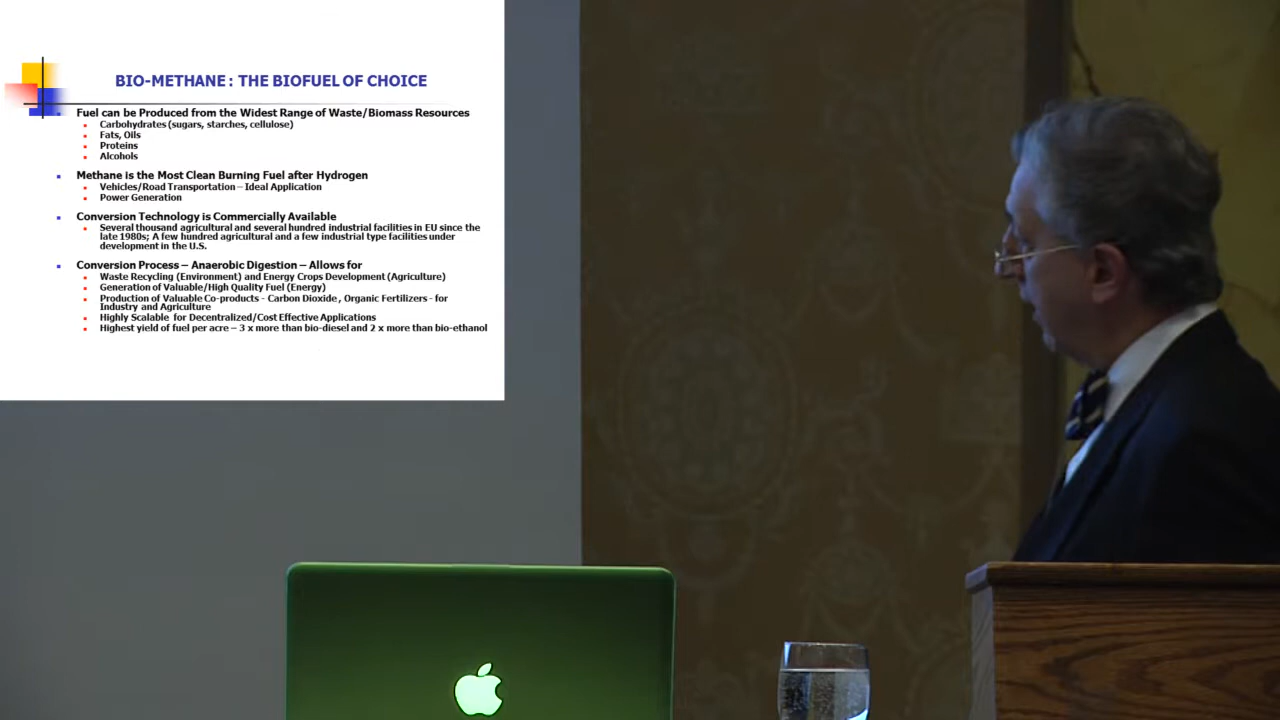 BIO-METHANE : THE BIOFUEL OF CHOICE
Fuel can be Produced from the Widest Range of Waste/Biomass Resources
Carbohydrates (sugars, starches, cellulose)
Fats, Oils
Proteins
Alcohols
Methane is the Most Clean Burning Fuel after Hydrogen
Vehicles/Road Transportation – Ideal Application
Power Generation
Conversion Technology is Commercially Available
Several thousand agricultural and several hundred industrial facilities in EU since the
late 1980s; A few hundred agricultural and a few industrial type facilities under
development in the U.S.
Conversion Process – Anaerobic Digestion – Allows for
Waste Recycling (Environment) and Energy Crops Development (Agriculture)
Generation of Valuable/High Quality Fuel (Energy)
Production of Valuable Co-products - Carbon Dioxide , Organic Fertilizers - for
Industry and Agriculture
Highly Scalable for Decentralized/Cost Effective Applications
Highest yield of fuel per acre – 3 x more than bio-diesel and 2 x more than bio-ethanol